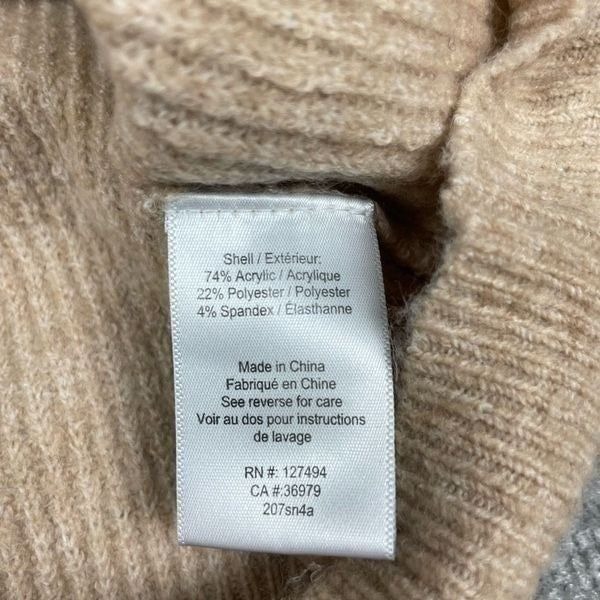 Shell / Extérieur:
74% Acrylic / Acrylique
22% Polyester / Polyester
4% Spandex / Élasthanne
Made in China
Fabriqué en Chine
See reverse for care
Voir au dos pour instructions
de lavage
RN #: 127494
CA #:36979
207sn4a